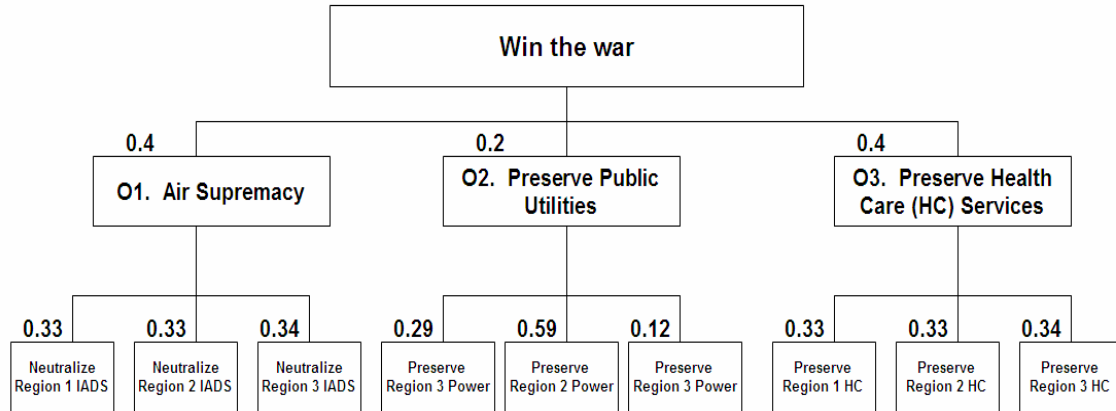 Win the war
0.4
0.2
0.4
O1. Air Supremacy
O2. Preserve Public
Utilities
O3. Preserve Health
Care (HC) Services
0.33
0.33
0.34
0.29
0.59
0.12
0.33
0.33
0.34
Neutralize
Region 1 IADS
Neutralize
Region 2 IADS
Neutralize
Region 3 IADS
Preserve
Region 3 Power
Preserve
Region 2 Power
Preserve
Region 3 Power
Preserve
Region 1 HC
Preserve
Region 2 HC
Preserve
Region 3 HC